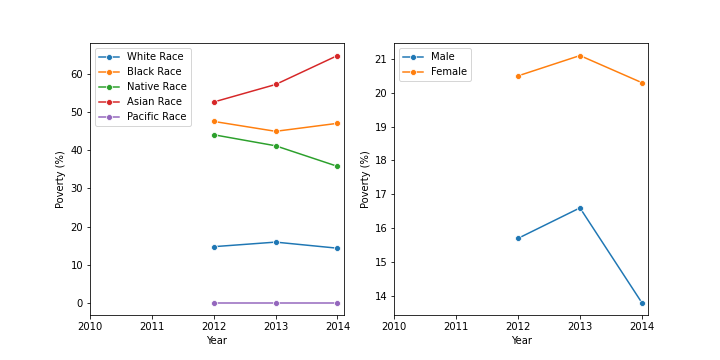 White Race
Black Race
Native Race
Asian Race
Pacific Race
60
50
40
30
20
10
0
Poverty (%)
2010 2011 2012 2013 2014
Year
Male
Female
21
20
19
18
17
16
15
14
Poverty (%)
2010 2011 2012 2013 2014
Year